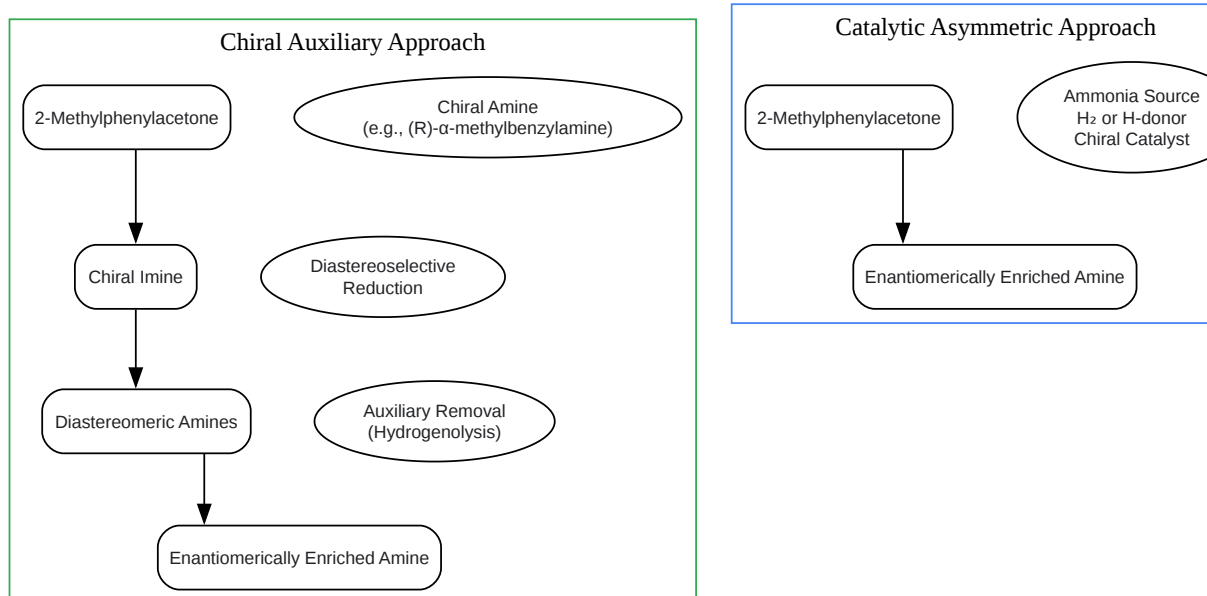 Chiral Auxiliary Approach
2-Methylphenylacetone
Chiral Amine
(e.g., (R)-α-methylbenzylamine)
Chiral Imine
Diastereoselective
Reduction
Diastereomeric Amines
Auxiliary Removal
(Hydrogenolysis)
Enantiomerically Enriched Amine
Catalytic Asymmetric Approach
2-Methylphenylacetone
Ammonia Source
H₂ or H-donor
Chiral Catalyst
Enantiomerically Enriched Amine